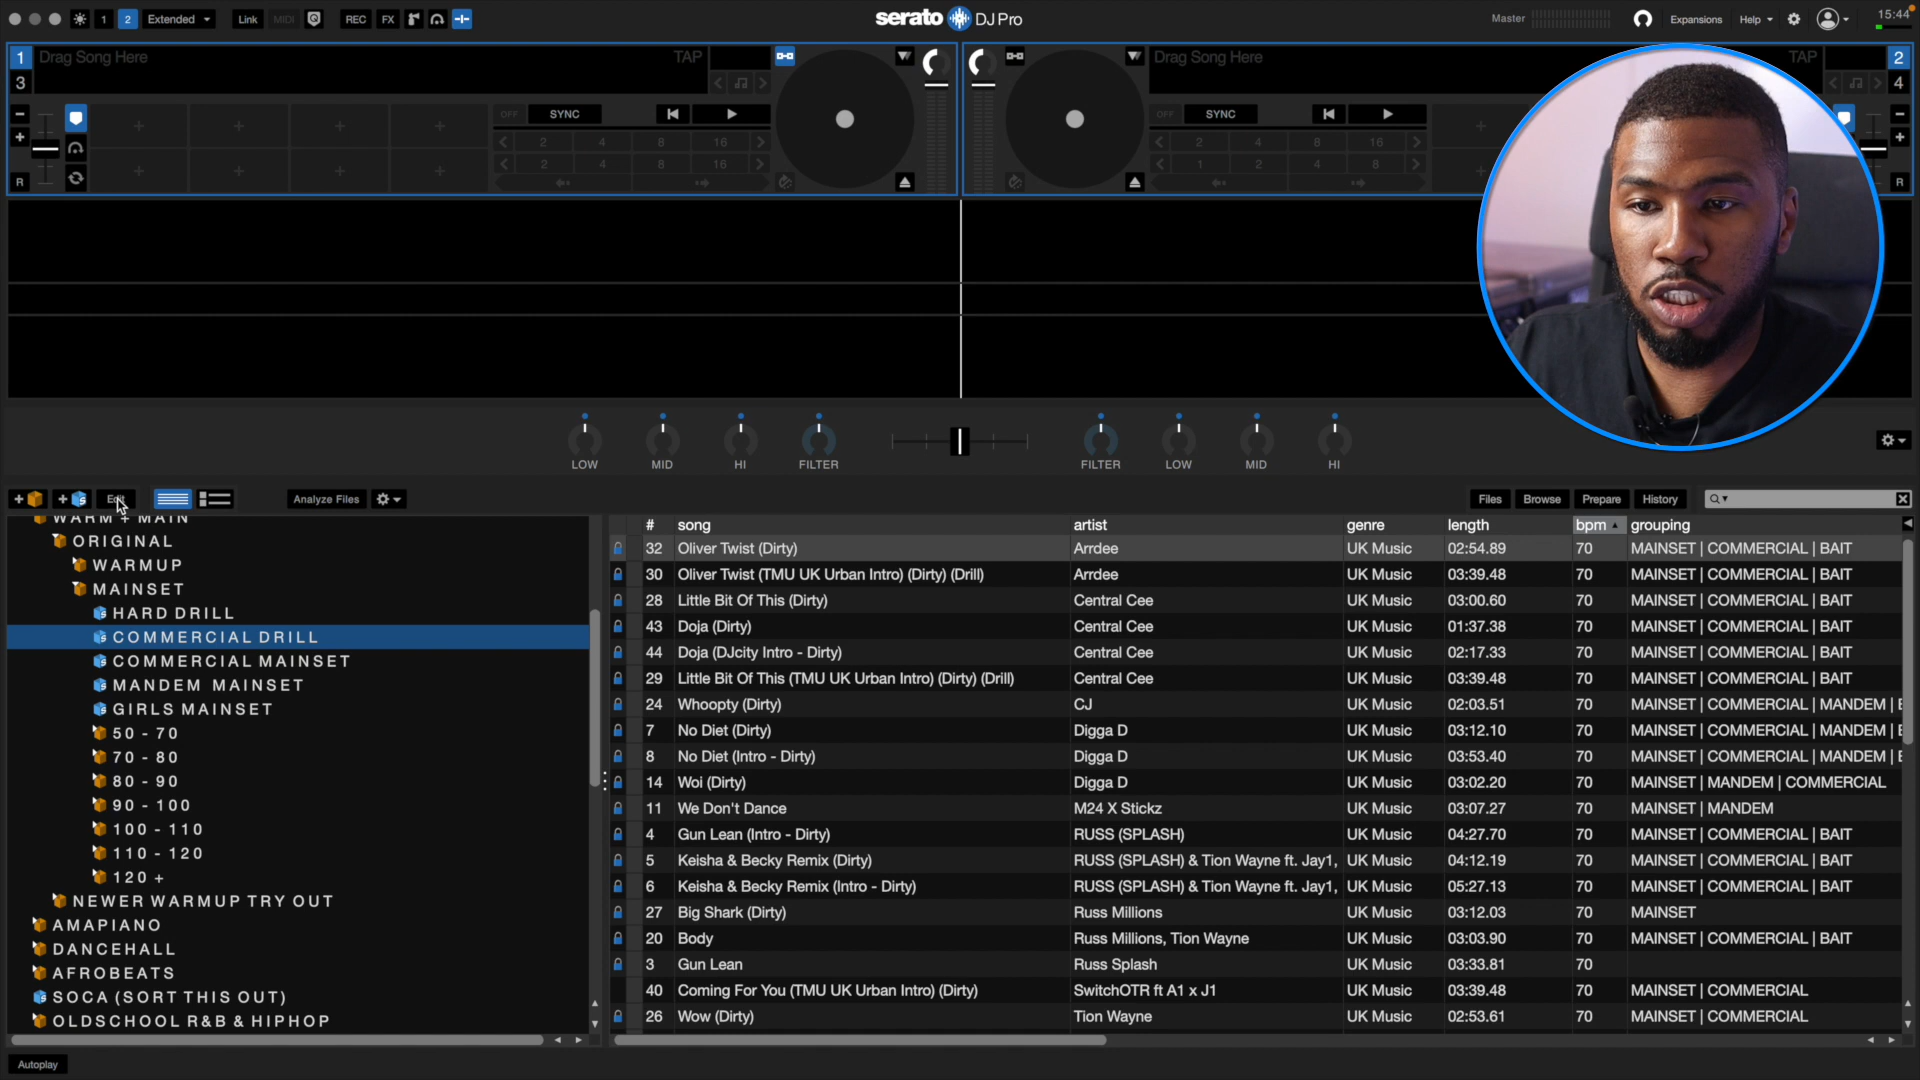 1 2 Extended Link MIDI REC FX serato DJ Pro Master Expansions Help 15:44
1 Drag Song Here TAP Drag Song Here TAP 2
3 4
OFF SYNC OFF SYNC
2 4 8 16 2 4 8 16
2 4 8 16 1 2 4 8
R R
LOW MID HI FILTER FILTER LOW MID HI
Edit Analyze Files Files Browse Prepare History
WARM + MAIN
ORIGINAL
WARMUP
MAINSET
HARD DRILL
COMMERCIAL DRILL
COMMERCIAL MAINSET
MANDEM MAINSET
GIRLS MAINSET
50 - 70
70 - 80
80 - 90
90 - 100
100 - 110
110 - 120
120 +
NEWER WARMUP TRY OUT
AMAPIANO
DANCEHALL
AFROBEATS
SOCA (SORT THIS OUT)
OLDSCHOOL R&B & HIPHOP
# song artist genre length bpm grouping
32 Oliver Twist (Dirty) Arrdee UK Music 02:54.89 70 MAINSET | COMMERCIAL | BAIT
30 Oliver Twist (TMU UK Urban Intro) (Dirty) (Drill) Arrdee UK Music 03:39.48 70 MAINSET | COMMERCIAL | BAIT
28 Little Bit Of This (Dirty) Central Cee UK Music 03:00.60 70 MAINSET | COMMERCIAL | BAIT
43 Doja (Dirty) Central Cee UK Music 01:37.38 70 MAINSET | COMMERCIAL | BAIT
44 Doja (DJcity Intro - Dirty) Central Cee UK Music 02:17.33 70 MAINSET | COMMERCIAL | BAIT
29 Little Bit Of This (TMU UK Urban Intro) (Dirty) (Drill) Central Cee UK Music 03:39.48 70 MAINSET | COMMERCIAL | BAIT
24 Whoopty (Dirty) CJ UK Music 02:03.51 70 MAINSET | COMMERCIAL | MANDEM |
7 No Diet (Dirty) Digga D UK Music 03:12.10 70 MAINSET | COMMERCIAL | MANDEM |
8 No Diet (Intro - Dirty) Digga D UK Music 03:53.40 70 MAINSET | COMMERCIAL | MANDEM |
14 Woi (Dirty) Digga D UK Music 03:02.20 70 MAINSET | MANDEM | COMMERCIAL
11 We Don't Dance M24 X Stickz UK Music 03:07.27 70 MAINSET | MANDEM
4 Gun Lean (Intro - Dirty) RUSS (SPLASH) UK Music 04:27.70 70 MAINSET | COMMERCIAL | BAIT
5 Keisha & Becky Remix (Dirty) RUSS (SPLASH) & Tion Wayne ft. Jay1, UK Music 04:12.19 70 MAINSET | COMMERCIAL | BAIT
6 Keisha & Becky Remix (Intro - Dirty) RUSS (SPLASH) & Tion Wayne ft. Jay1, UK Music 05:27.13 70 MAINSET | COMMERCIAL | BAIT
27 Big Shark (Dirty) Russ Millions UK Music 03:12.03 70 MAINSET
20 Body Russ Millions, Tion Wayne UK Music 03:03.90 70 MAINSET | COMMERCIAL | BAIT
3 Gun Lean Russ Splash UK Music 03:33.81 70
40 Coming For You (TMU UK Urban Intro) (Dirty) SwitchOTR ft A1 x J1 UK Music 03:39.48 70 MAINSET | COMMERCIAL
26 Wow (Dirty) Tion Wayne UK Music 02:53.61 70 MAINSET | COMMERCIAL
Autoplay